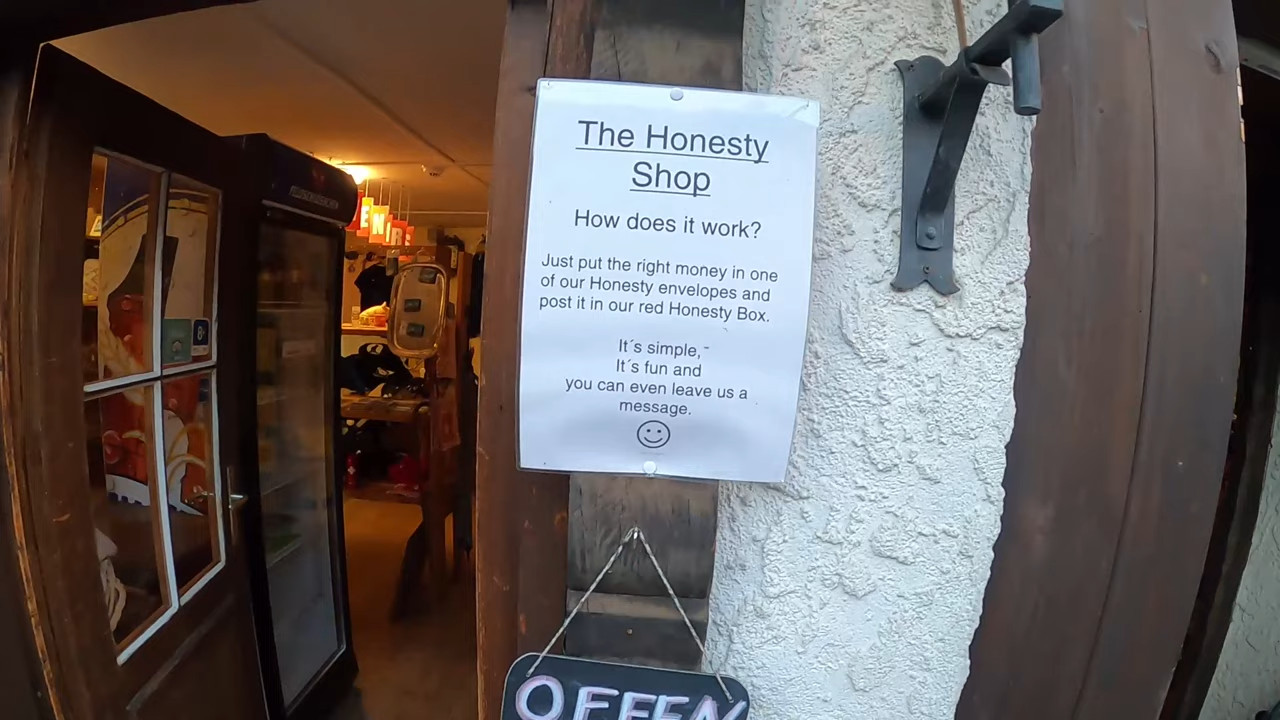 The Honesty
Shop
How does it work?
Just put the right money in one
of our Honesty envelopes and
post it in our red Honesty Box.
It´s simple,
It´s fun and
you can even leave us a
message.
OFFEN